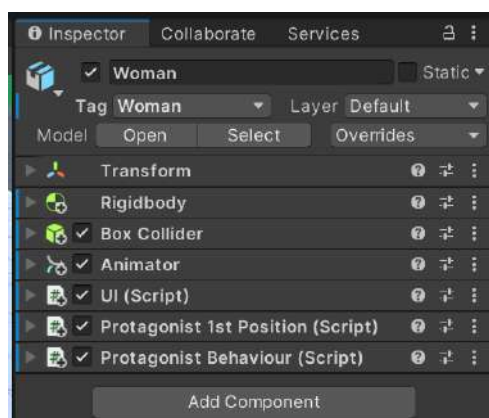 Inspector Collaborate Services
Woman Static
Tag Woman Layer Default
Model Open Select Overrides
Transform
Rigidbody
Box Collider
Animator
UI (Script)
Protagonist 1st Position (Script)
Protagonist Behaviour (Script)
Add Component